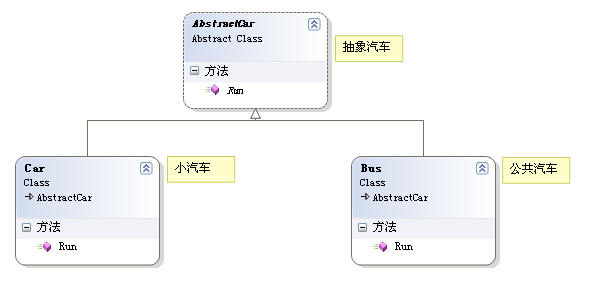 AbstractCar
Abstract Class
方法
Run
抽象汽车
Car
Class
AbstractCar
方法
Run
小汽车
Bus
Class
AbstractCar
方法
Run
公共汽车